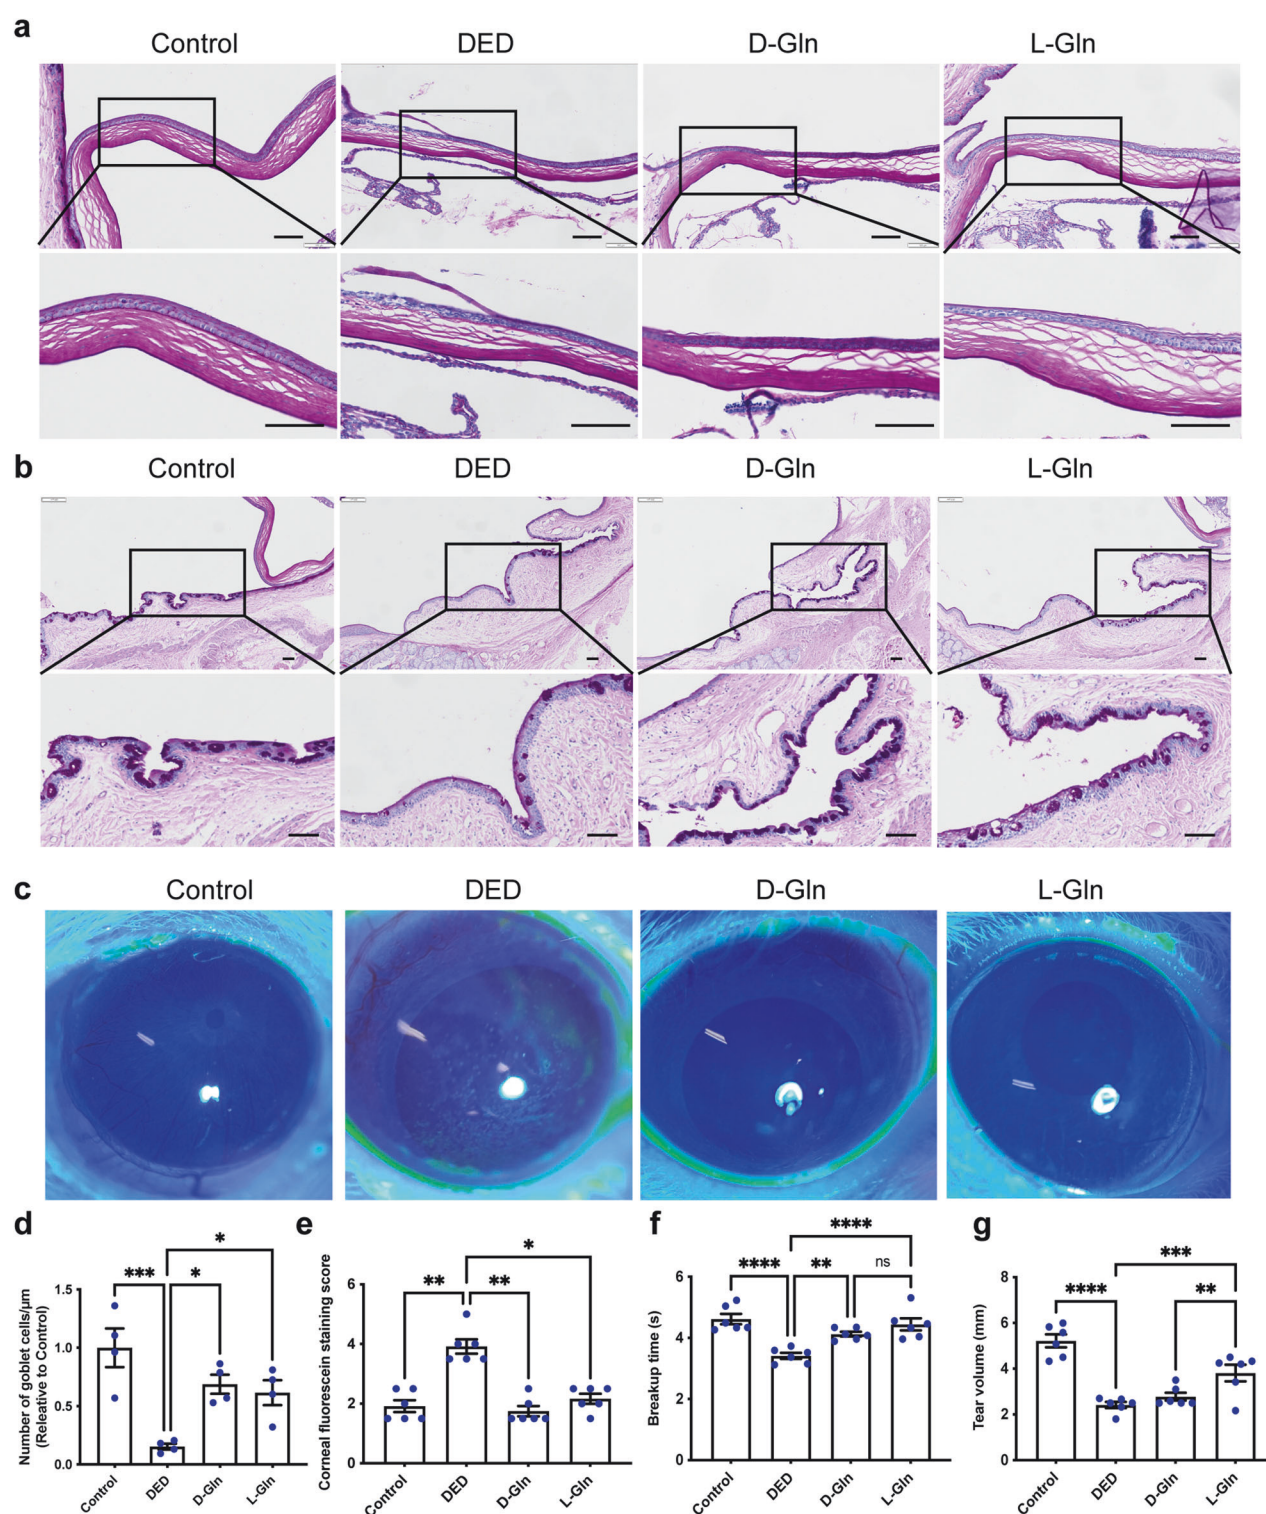 a
Control DED D-Gln L-Gln
b
Control DED D-Gln L-Gln
c
Control DED D-Gln L-Gln
d
Number of goblet cells/μm
(Releative to Control)
1.5
1.0
0.5
0.0
*
*** *
Control DED D-Gln L-Gln
e
Corneal fluorescein staining score
6
4
2
0
*
** **
Control DED D-Gln L-Gln
f
Breakup time (s)
6
4
2
0
****
**** ** ns
Control DED D-Gln L-Gln
g
Tear volume (mm)
8
6
4
2
0
***
**** **
Control DED D-Gln L-Gln